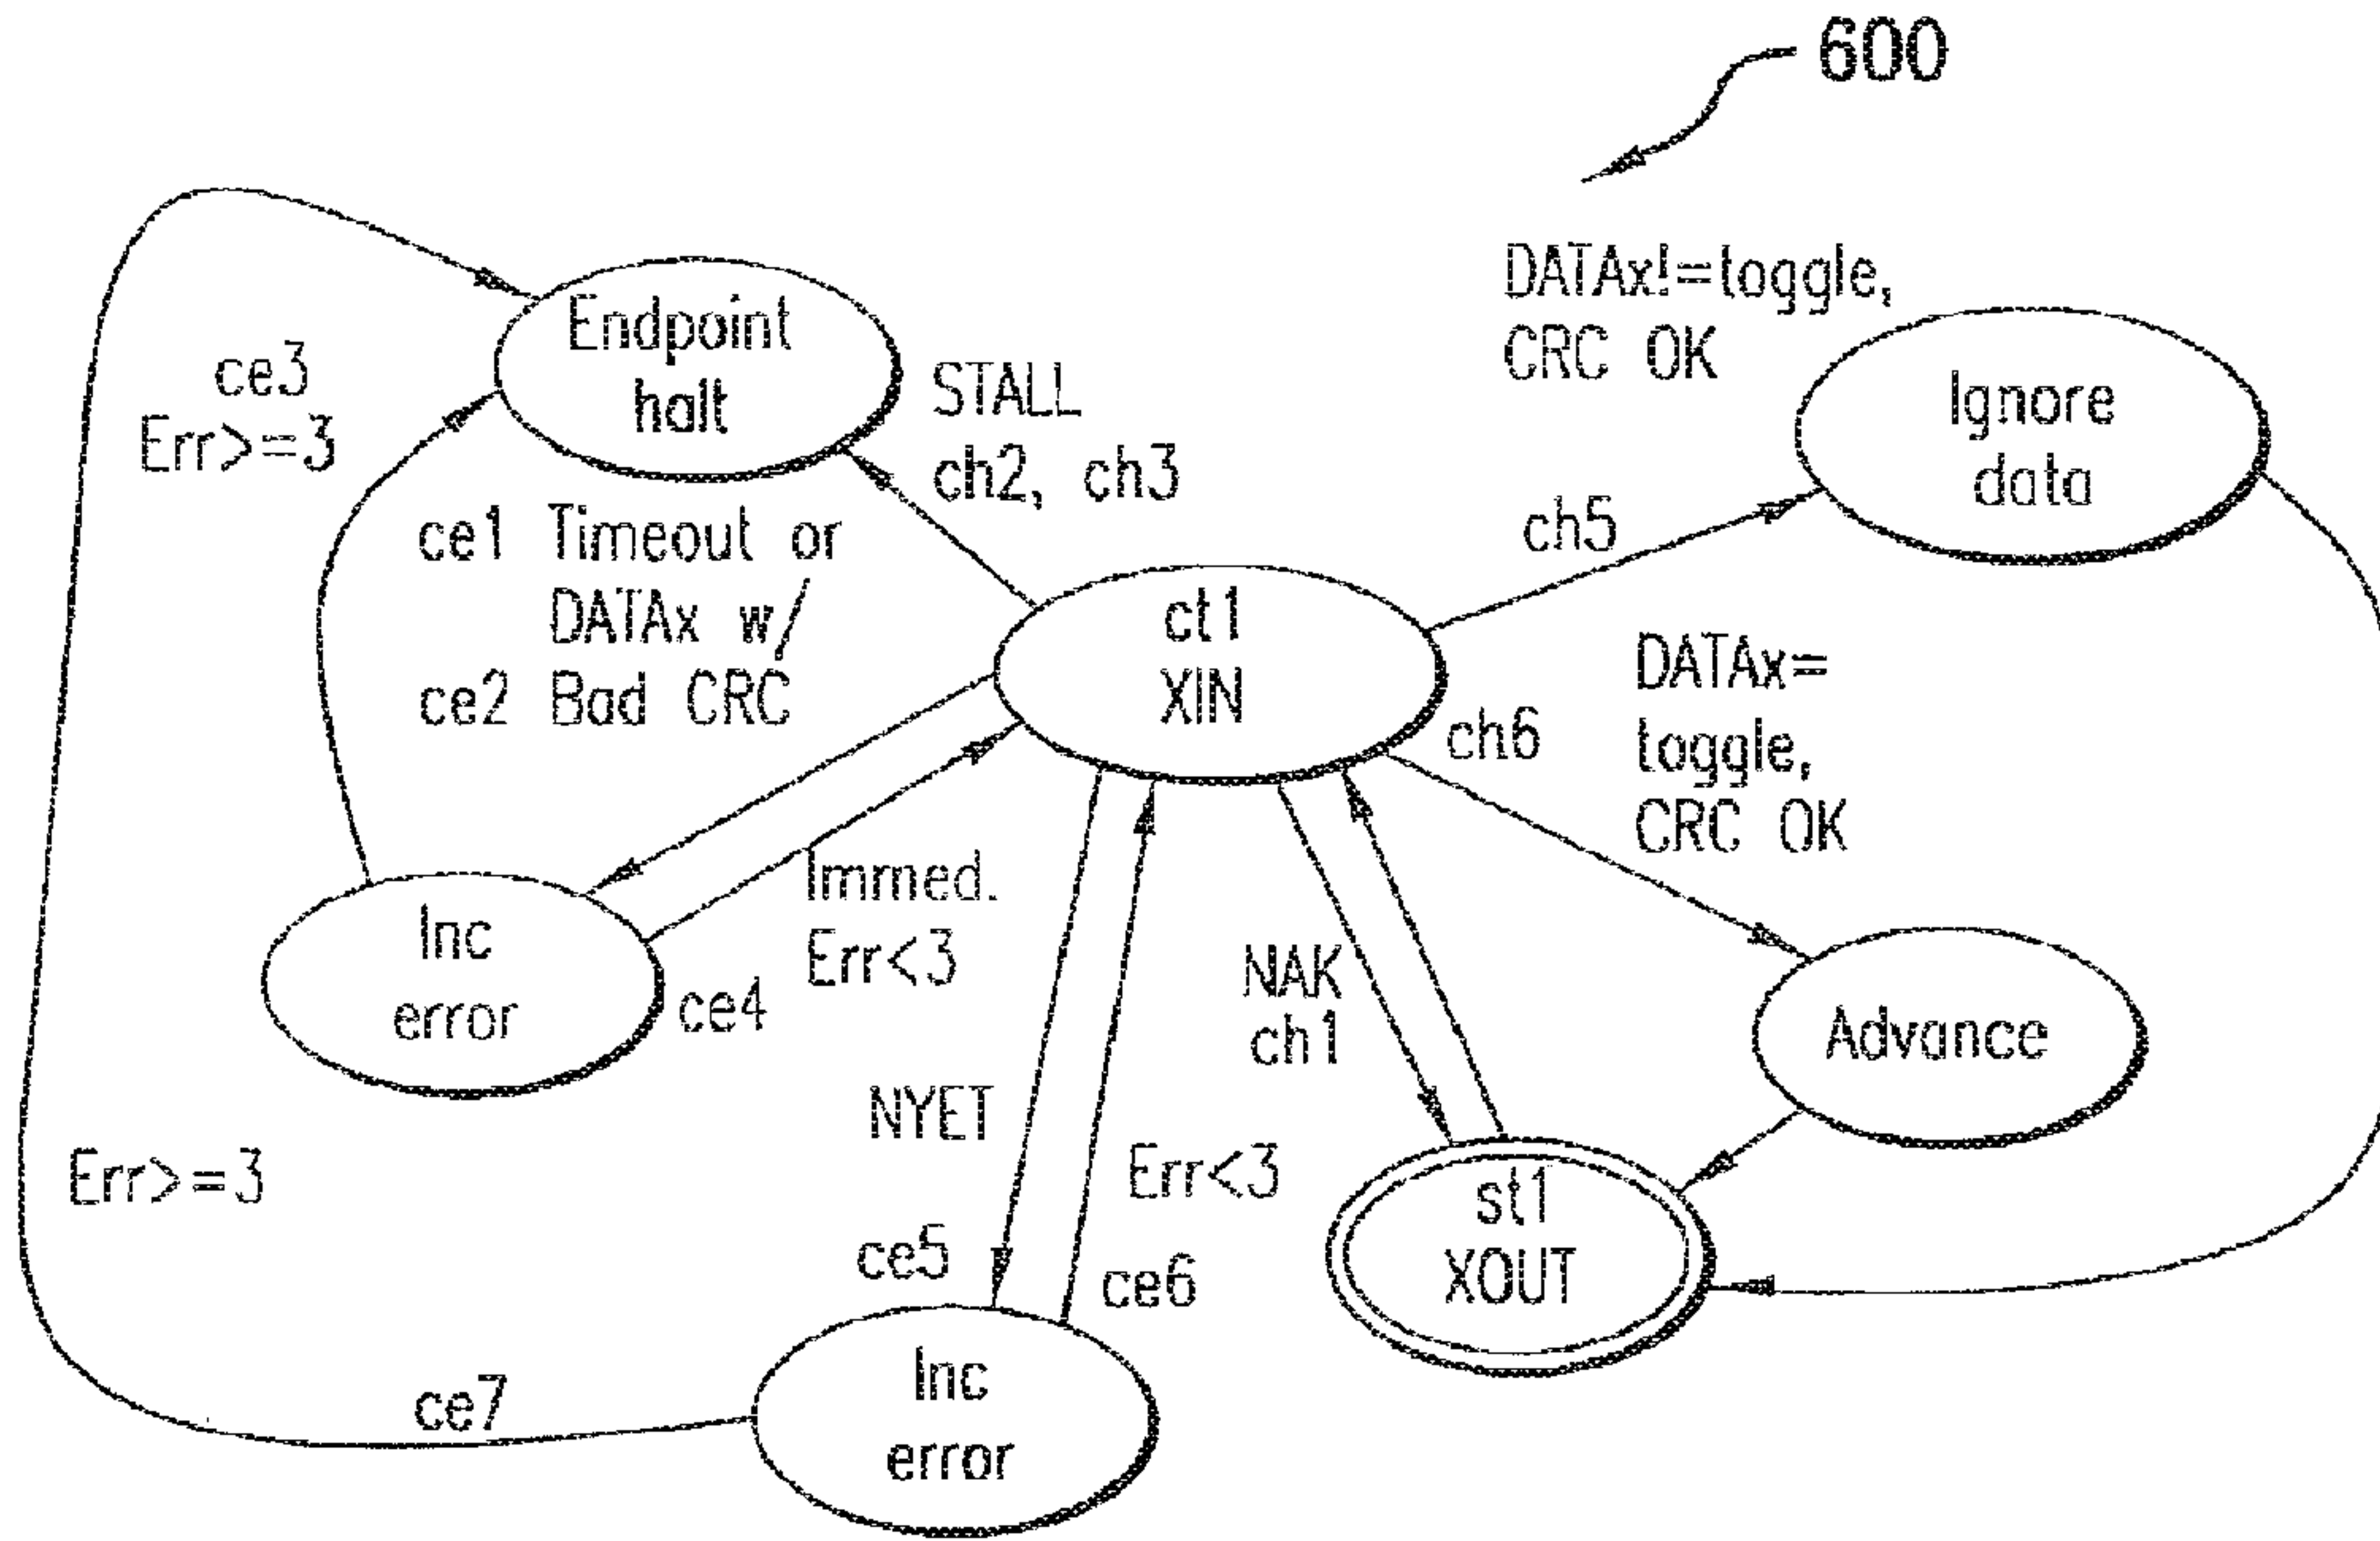 600
DATAx!=toggle,
CRC OK
Endpoint
halt
ce3
Err>=3
STALL
ch2, ch3
Ignore
data
ce1 Timeout or
DATAx w/
ce2 Bad CRC
ch5
ct1
XIN
DATAx=
toggle,
CRC OK
ch6
Immed.
Err<3
Inc
error
ce4
NAK
ch1
Advance
NYET
Err<3
Err>=3
ce5
ce6
st1
XOUT
Inc
error
ce7